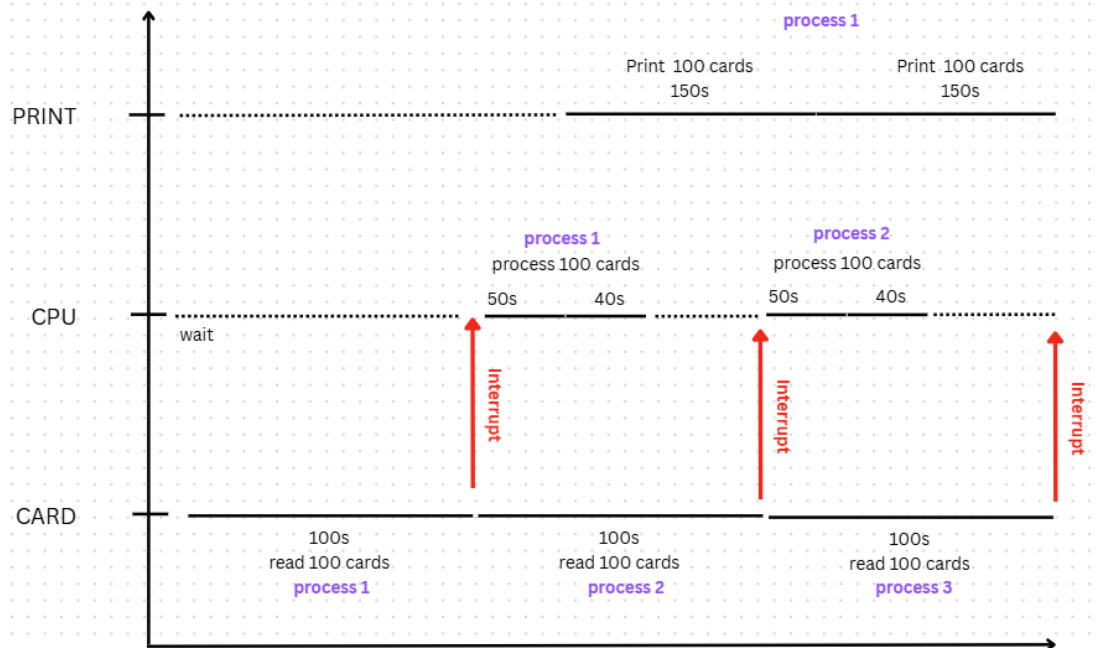 process 1
Print 100 cards
150s
Print 100 cards
150s
PRINT
process 1
process 100 cards
50s
40s
process 2
process 100 cards
50s
40s
CPU
wait
Interrupt
Interrupt
Interrupt
CARD
100s
read 100 cards
process 1
100s
read 100 cards
process 2
100s
read 100 cards
process 3